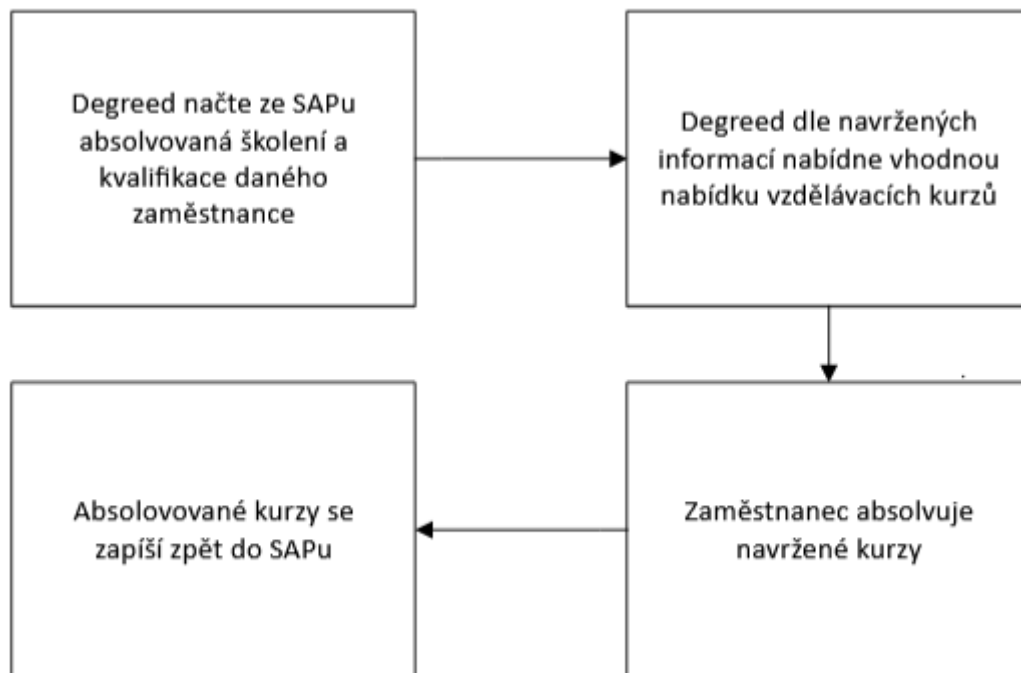 Degreed načte ze SAPu
absolvovaná školení a
kvalifikace daného
zaměstnance
Degreed dle navržených
informací nabídne vhodnou
nabídku vzdělávacích kurzů
Zaměstnanec absolvuje
navržené kurzy
Absolovované kurzy se
zapíší zpět do SAPu